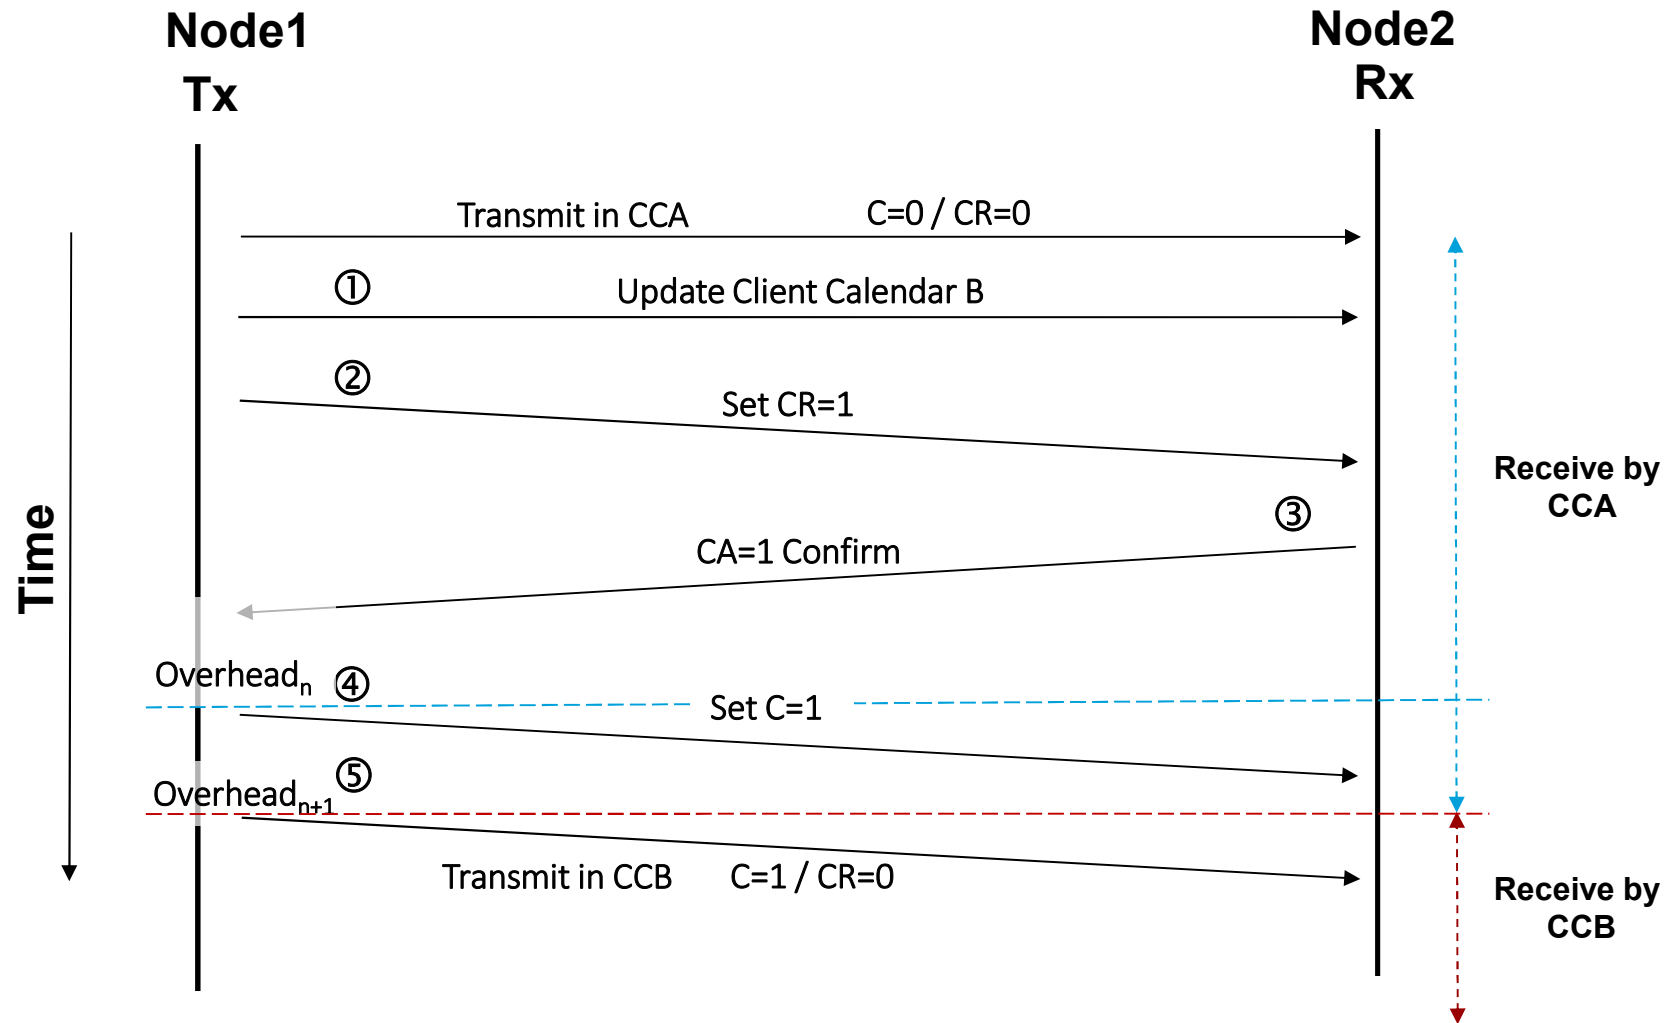 Node1
Tx
Node2
Rx
Transmit in CCA C=0 / CR=0
① Update Client Calendar B
② Set CR=1
Receive by
CCA
③
CA=1 Confirm
Time
Overheadn ④
Set C=1
⑤
Overheadn+1
Transmit in CCB C=1 / CR=0
Receive by
CCB